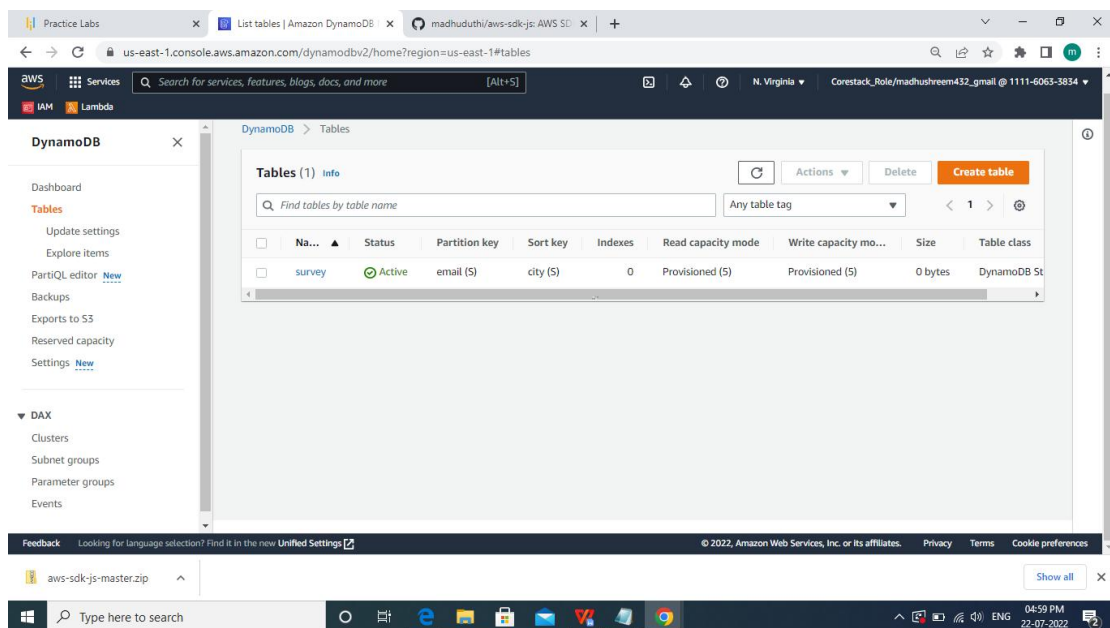 Practice Labs
List tables | Amazon DynamoDB
madhuduthi/aws-sdk-js: AWS SD
us-east-1.console.aws.amazon.com/dynamodbv2/home?region=us-east-1#tables
m
aws
Services
Search for services, features, blogs, docs, and more
[Alt+S]
N. Virginia
Corestack_Role/madhushreem432_gmail @ 1111-6063-3834
IAM
Lambda
DynamoDB
Dashboard
Tables
Update settings
Explore items
PartiQL editor New
Backups
Exports to S3
Reserved capacity
Settings New
DAX
Clusters
Subnet groups
Parameter groups
Events
DynamoDB > Tables
Tables (1) Info
Actions
Delete
Create table
Find tables by table name
Any table tag
< 1 >
Na... Status Partition key Sort key Indexes Read capacity mode Write capacity mo... Size Table class
survey Active email (S) city (S) 0 Provisioned (5) Provisioned (5) 0 bytes DynamoDB St
Feedback Looking for language selection? Find it in the new Unified Settings
© 2022, Amazon Web Services, Inc. or its affiliates. Privacy Terms Cookie preferences
aws-sdk-js-master.zip
Show all
Type here to search
ENG
04:59 PM
22-07-2022
2